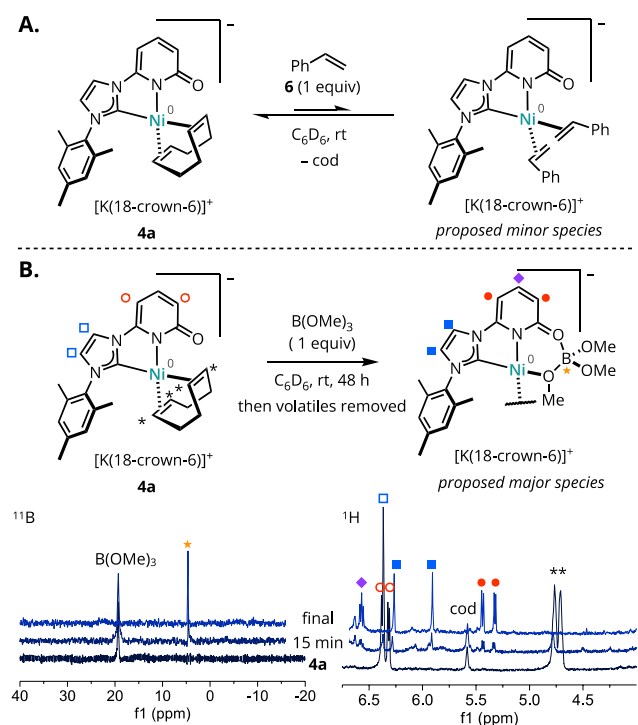 A.
Ph
6 (1 equiv)
C6D6, rt
– cod
N
N
N
O
Ni
0
–
[K(18-crown-6)]+
4a
N
N
N
O
Ni
0
Ph
Ph
–
[K(18-crown-6)]+
proposed minor species
B.
B(OMe)3
( 1 equiv)
C6D6, rt, 48 h
then volatiles removed
N
N
N
O
Ni
0
*
*
*
*
–
[K(18-crown-6)]+
4a
N
N
N
O
B
OMe
OMe
O
Me
Ni
0
–
[K(18-crown-6)]+
proposed major species
11B
B(OMe)3
final
15 min
4a
40 30 20 10 0 -10 -20
f1 (ppm)
1H
cod
**
6.5 6.0 5.5 5.0 4.5
f1 (ppm)